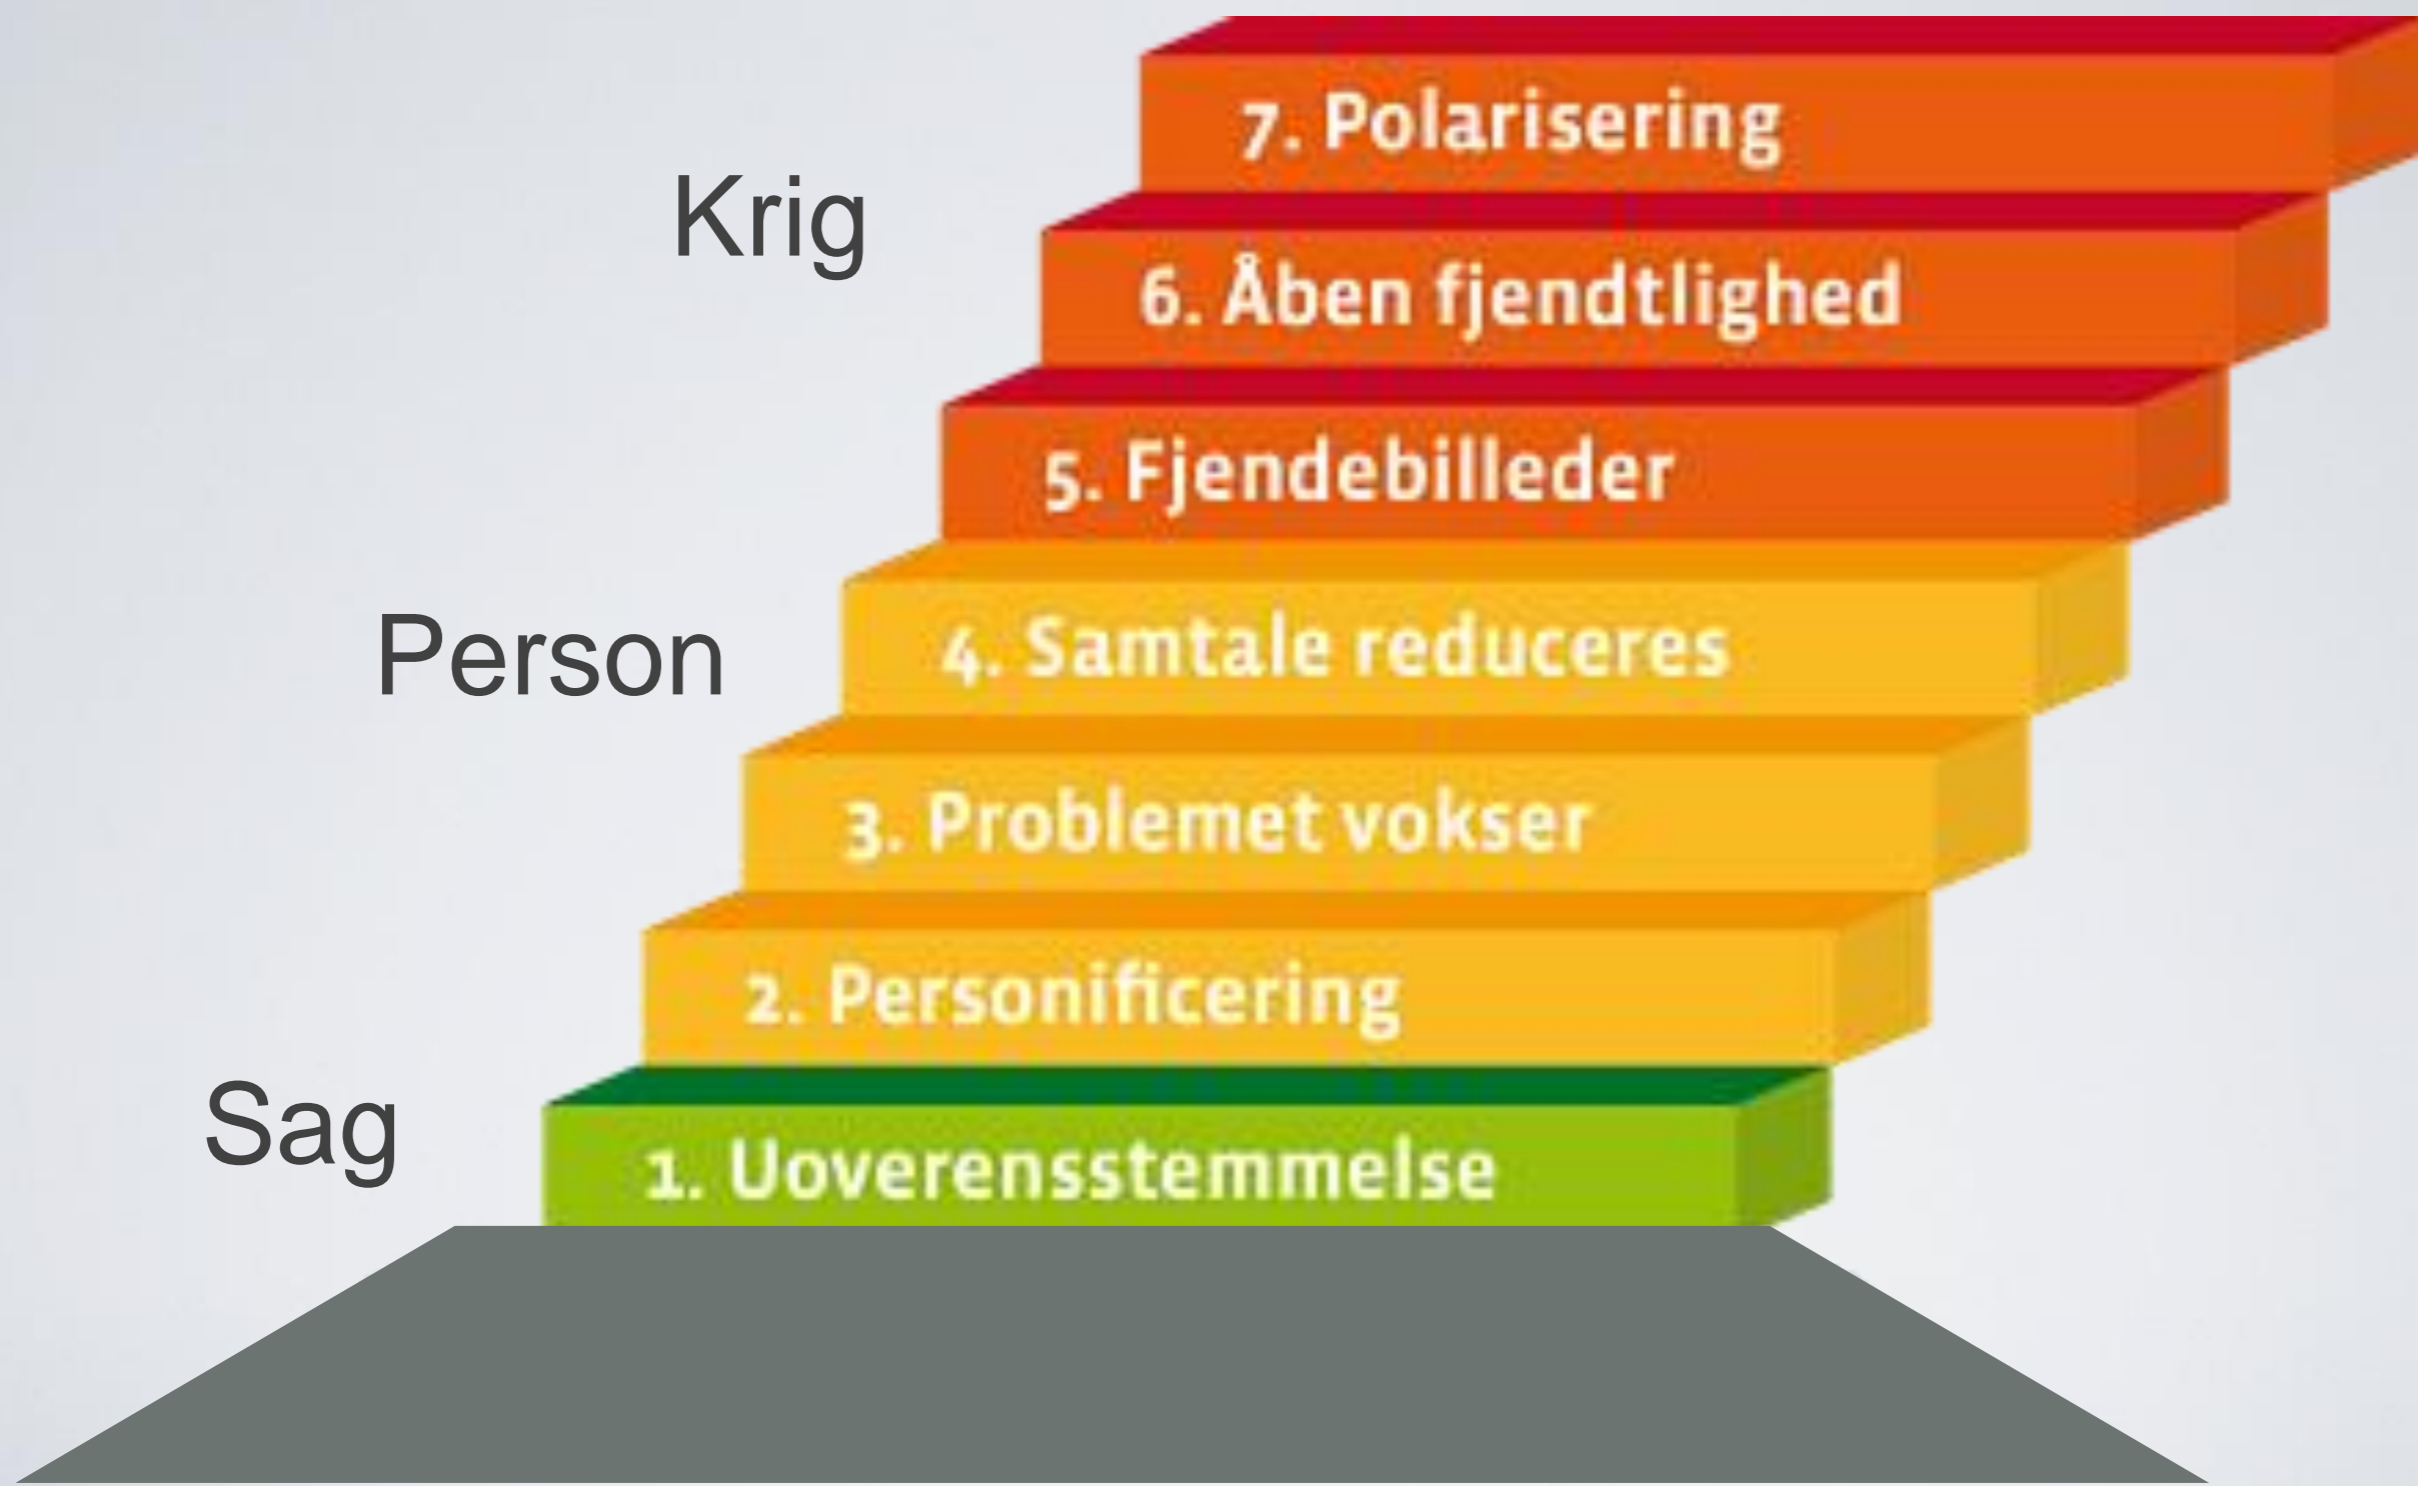 7. Polarisering
Krig
6. Åben fjendtlighed
5. Fjendebilleder
Person
4. Samtale reduceres
3. Problemet vokser
2. Personificering
Sag
1. Uoverensstemmelse